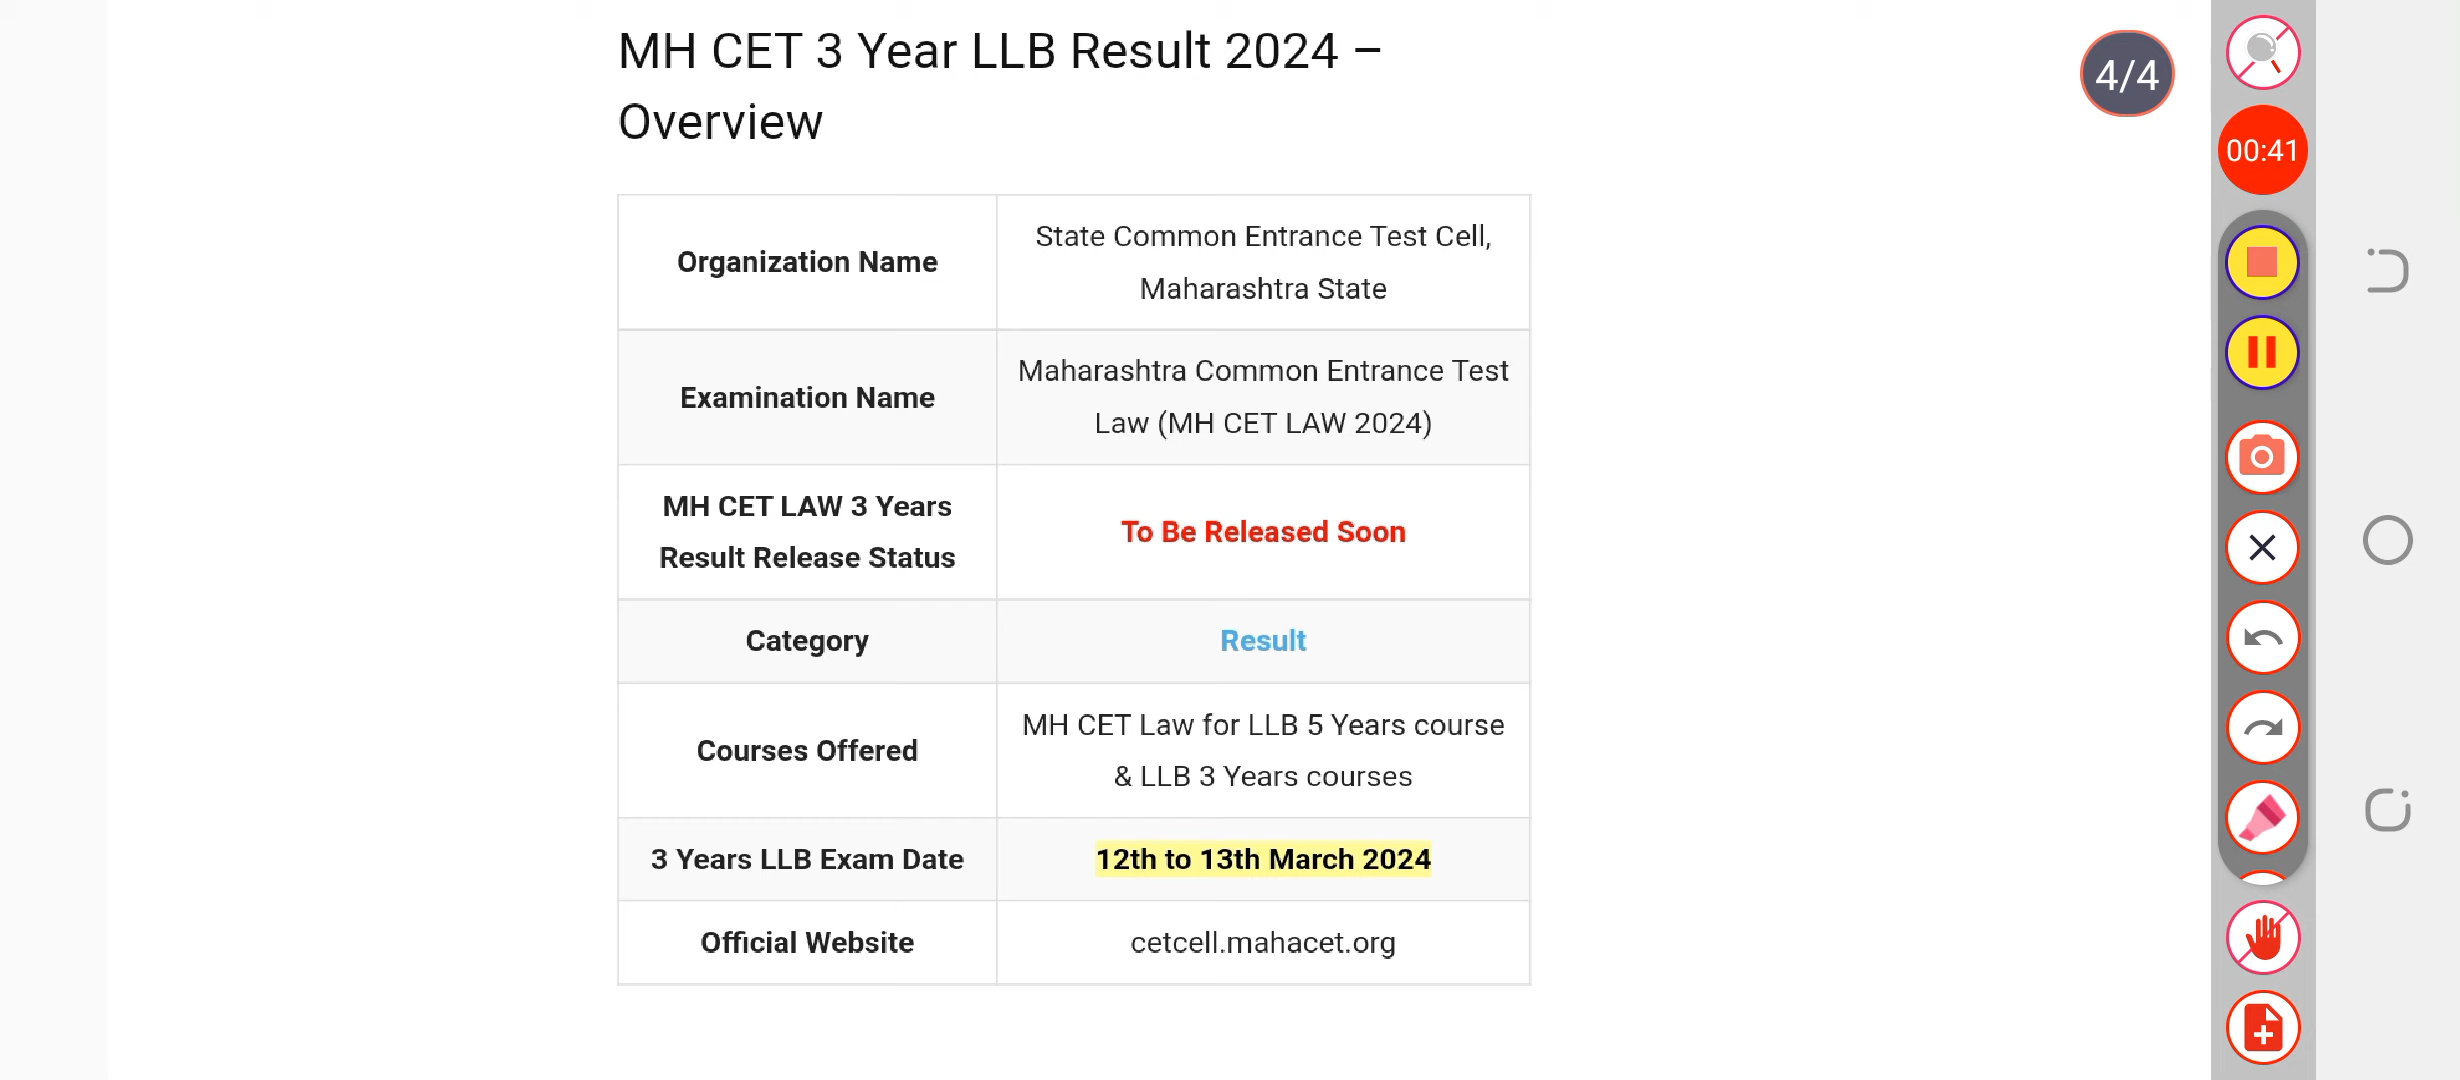 MH CET 3 Year LLB Result 2024 –
Overview
4/4
00:41
Organization Name
State Common Entrance Test Cell,
Maharashtra State
Examination Name
Maharashtra Common Entrance Test
Law (MH CET LAW 2024)
MH CET LAW 3 Years
Result Release Status
To Be Released Soon
Category
Result
Courses Offered
MH CET Law for LLB 5 Years course
& LLB 3 Years courses
3 Years LLB Exam Date
12th to 13th March 2024
Official Website
cetcell.mahacet.org